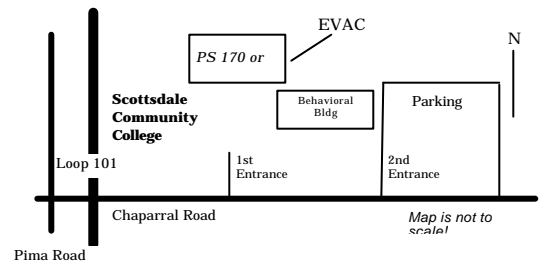 EVAC
N
PS 170 or
Behavioral
Bldg
Parking
Scottsdale
Community
College
Loop 101
1st
Entrance
2nd
Entrance
Chaparral Road
Map is not to
scale!
Pima Road